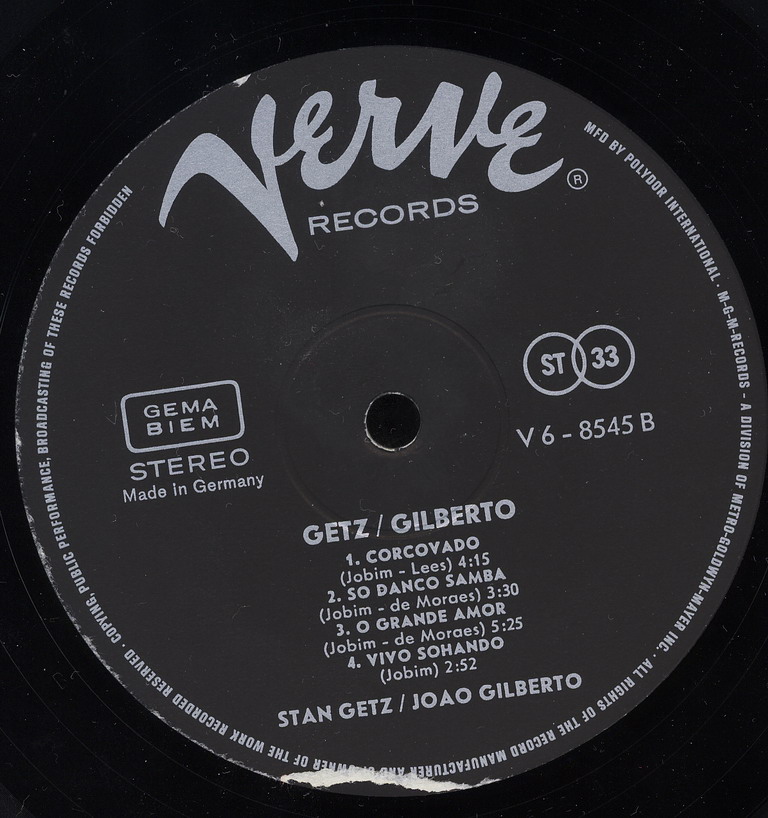 Verve
RECORDS
®
MFD BY POLYDOR INTERNATIONAL · M-G-M-RECORDS - A DIVISION OF METRO-GOLDWYN-MAYER INC. · ALL RIGHTS OF THE RECORD MANUFACTURER AND OF OWNER OF THE WORK RECORDED RESERVED · COPYING, PUBLIC PERFORMANCE, BROADCASTING OF THESE RECORDS FORBIDDEN
ST 33
V 6 - 8545 B
GEMA
BIEM
STEREO
Made in Germany
GETZ / GILBERTO
1. CORCOVADO
(Jobim - Lees) 4:15
2. SO DANCO SAMBA
(Jobim - de Moraes) 3:30
3. O GRANDE AMOR
(Jobim - de Moraes) 5:25
4. VIVO SOHANDO
(Jobim) 2:52
STAN GETZ / JOAO GILBERTO